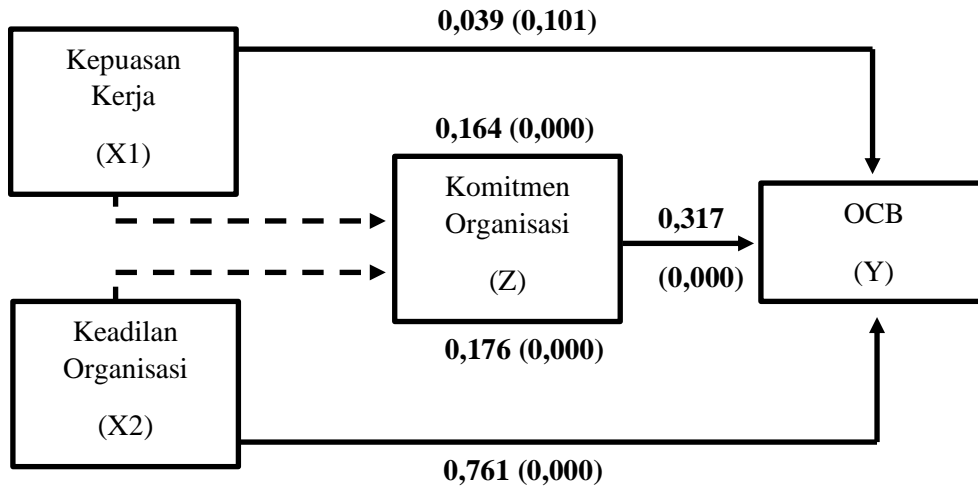 0,039 (0,101)
Kepuasan
Kerja
(X1)
0,164 (0,000)
Komitmen
Organisasi
(Z)
0,317
(0,000)
OCB
(Y)
Keadilan
Organisasi
(X2)
0,176 (0,000)
0,761 (0,000)